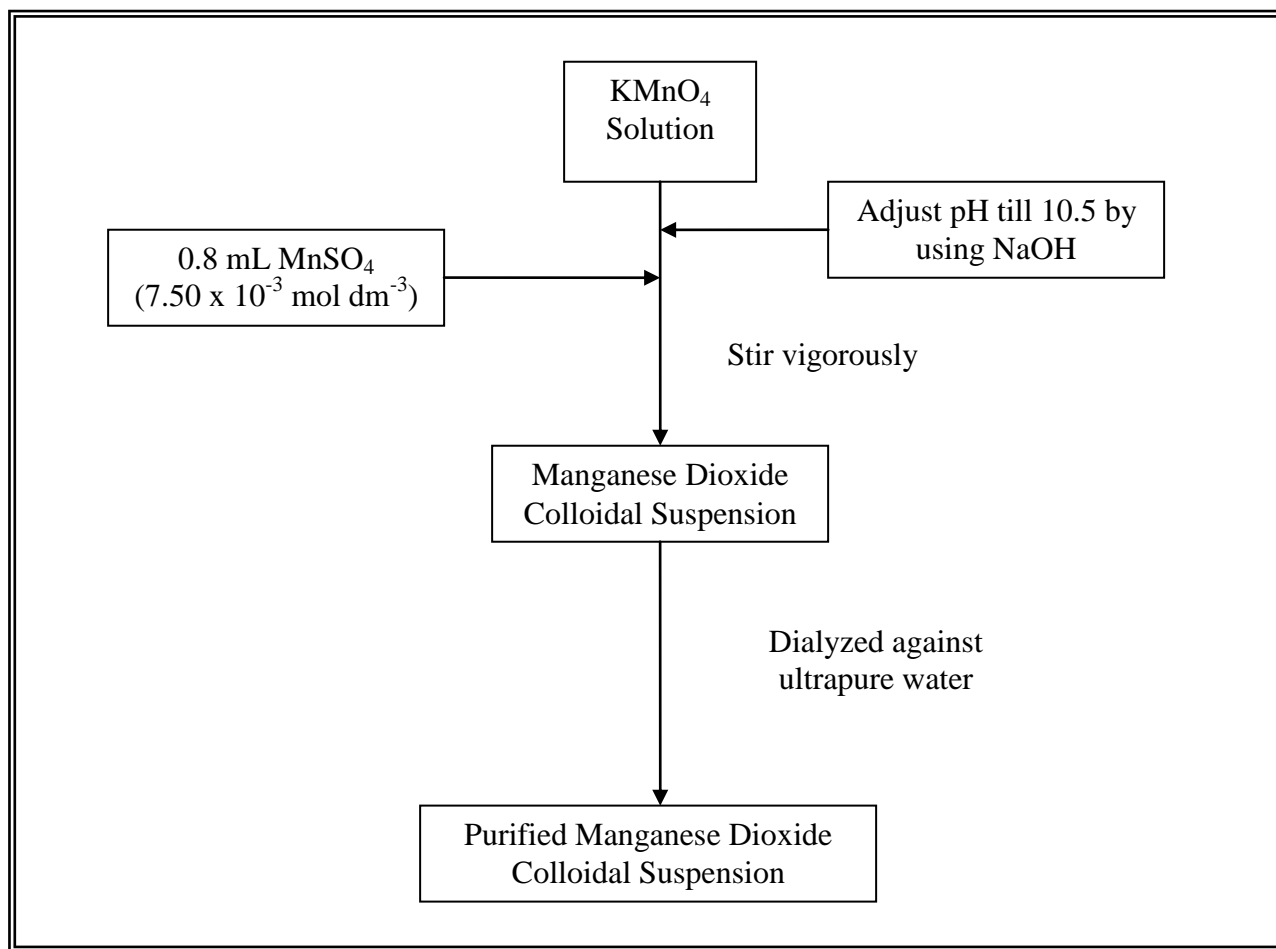 KMnO₄
Solution
Adjust pH till 10.5 by
using NaOH
0.8 mL MnSO₄
(7.50 x 10⁻³ mol dm⁻³)
Stir vigorously
Manganese Dioxide
Colloidal Suspension
Dialyzed against
ultrapure water
Purified Manganese Dioxide
Colloidal Suspension